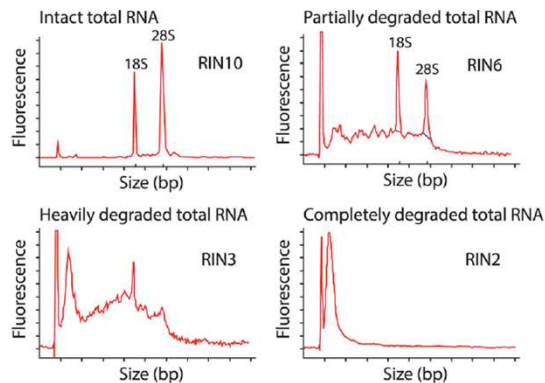 Intact total RNA
Fluorescence
18S
28S
RIN10
Size (bp)
Partially degraded total RNA
Fluorescence
18S
28S
RIN6
Size (bp)
Heavily degraded total RNA
Fluorescence
RIN3
Size (bp)
Completely degraded total RNA
Fluorescence
RIN2
Size (bp)